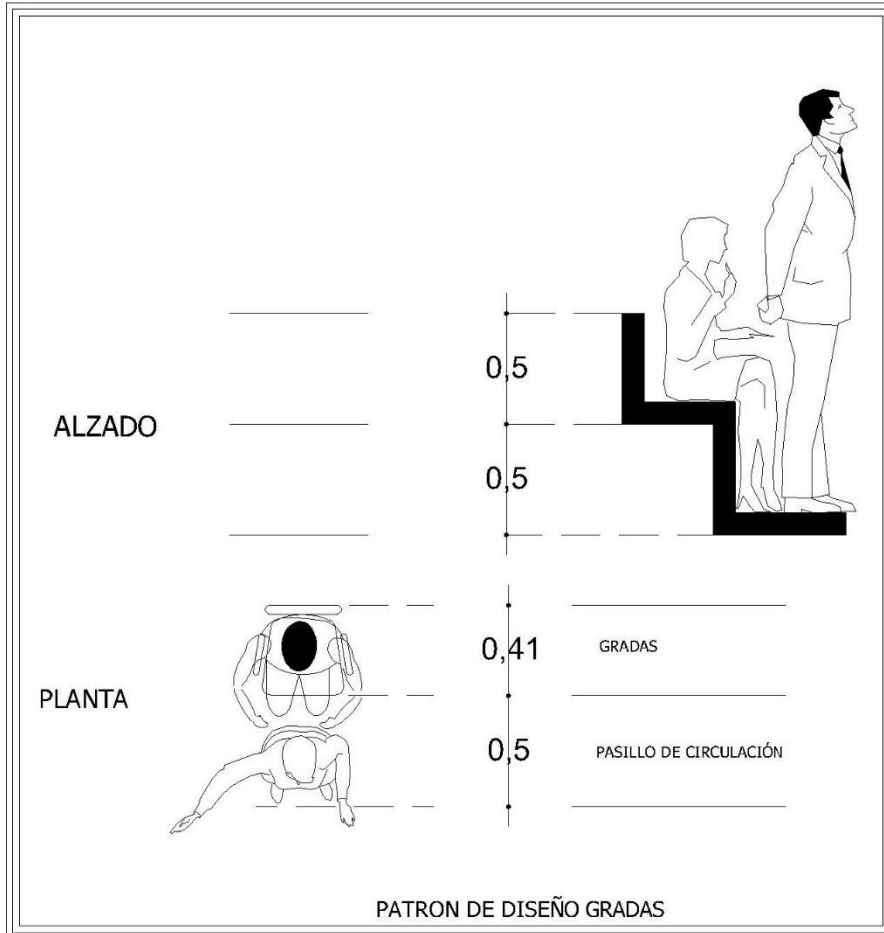 0,5
ALZADO
0,5
0,41
GRADAS
PLANTA
0,5
PASILLO DE CIRCULACIÓN
PATRON DE DISEÑO GRADAS